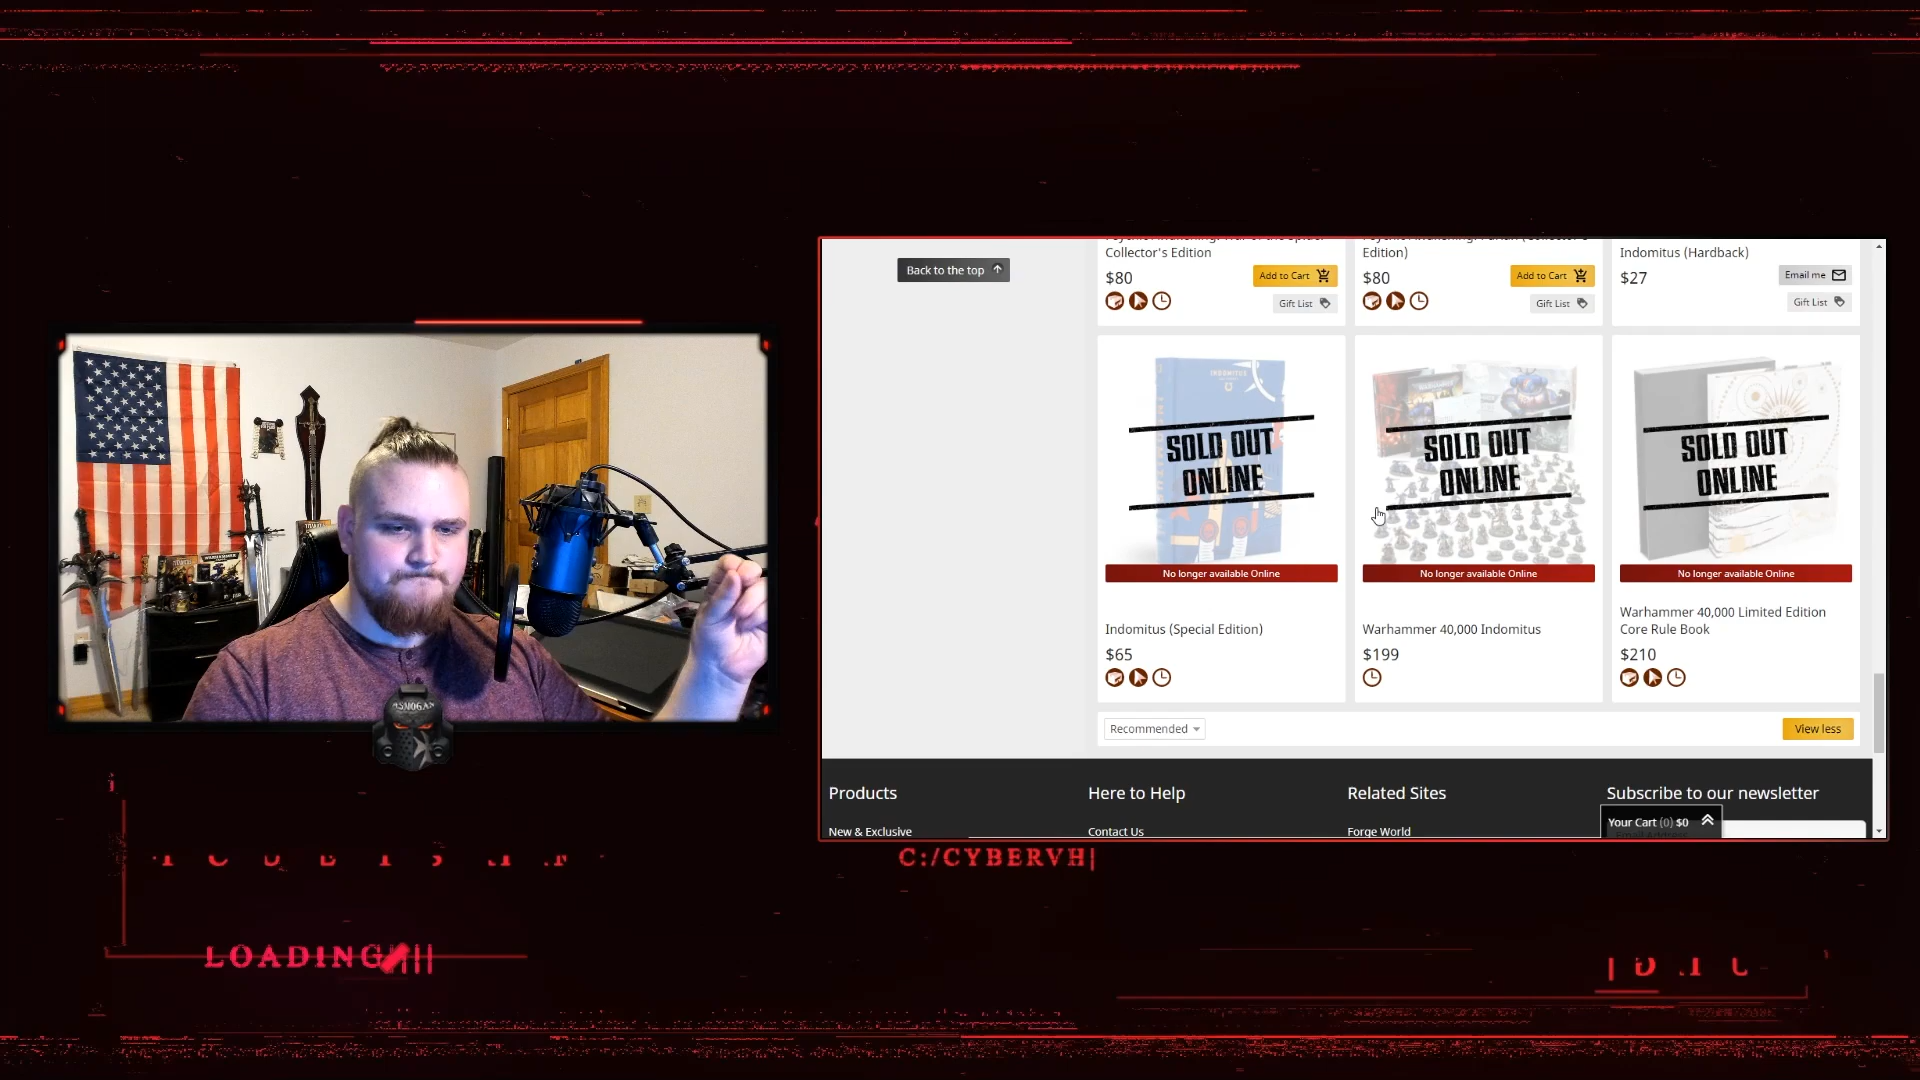 Back to the top
Collector's Edition
$80
Add to Cart
Gift List
Edition)
$80
Add to Cart
Gift List
Indomitus (Hardback)
$27
Email me
Gift List
INDOMITUS
SOLD OUT
ONLINE
No longer available Online
Indomitus (Special Edition)
$65
SOLD OUT
ONLINE
No longer available Online
Warhammer 40,000 Indomitus
$199
SOLD OUT
ONLINE
No longer available Online
Warhammer 40,000 Limited Edition
Core Rule Book
$210
Recommended
View less
Products
Here to Help
Related Sites
Subscribe to our newsletter
New & Exclusive
Contact Us
Forge World
Your Cart (0) $0
C:/CYBERVH|
LOADING